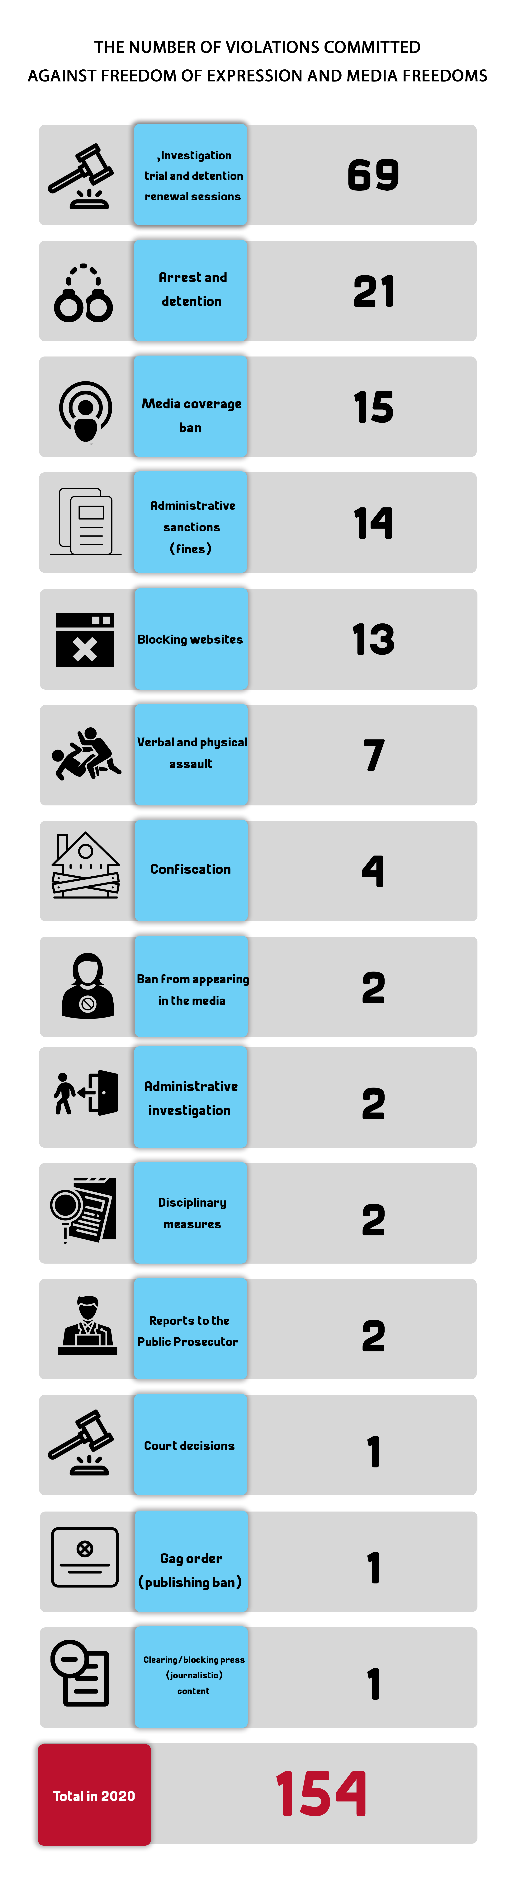 THE NUMBER OF VIOLATIONS COMMITTED
AGAINST FREEDOM OF EXPRESSION AND MEDIA FREEDOMS
,Investigation
trial and detention
renewal sessions
69
Arrest and
detention
21
Media coverage
ban
15
Administrative
sanctions
(fines)
14
Blocking websites
13
Verbal and physical
assault
7
Confiscation
4
Ban from appearing
in the media
2
Administrative
investigation
2
Disciplinary
measures
2
Reports to the
Public Prosecutor
2
Court decisions
1
Gag order
(publishing ban)
1
Clearing/blocking press
(journalistic)
content
1
Total in 2020
154